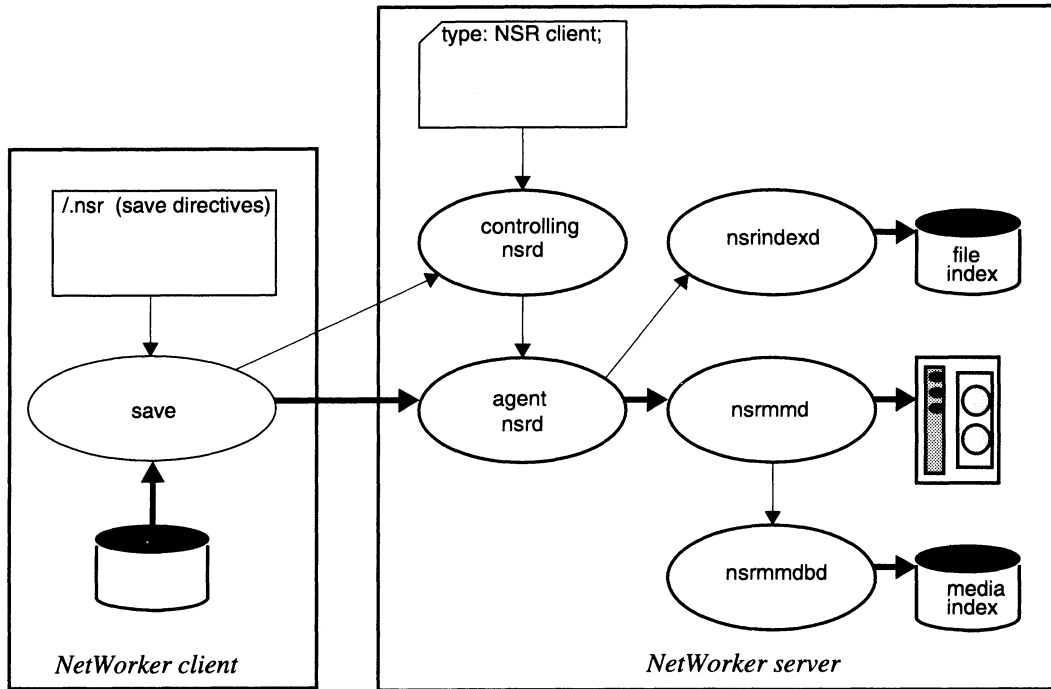 type: NSR client;
/.nsr (save directives)
controlling
nsrd
nsrindexd
file
index
save
agent
nsrd
nsrmmd
nsrmmdbd
media
index
NetWorker client
NetWorker server